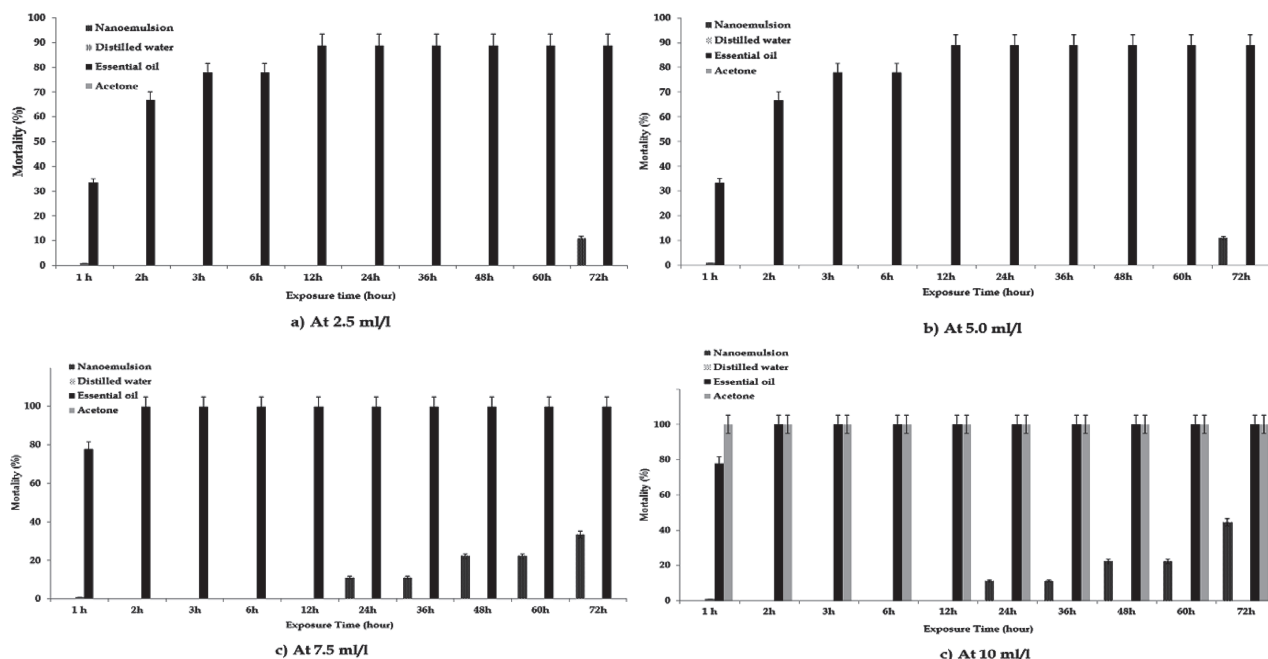 100
90
80
70
60
50
40
30
20
10
0
Mortality (%)
Nanoemulsion
Distilled water
Essential oil
Acetone
1 h 2h 3h 6h 12h 24h 36h 48h 60h 72h
Exposure time (hour)
a) At 2.5 ml/l
100
90
80
70
60
50
40
30
20
10
0
Mortality (%)
Nanoemulsion
Distilled water
Essential oil
Acetone
1 h 2h 3h 6h 12h 24h 36h 48h 60h 72h
Exposure Time (hour)
b) At 5.0 ml/l
Nanoemulsion
Distilled water
Essential oil
Acetone
100
80
60
40
20
0
Mortality (%)
1 h 2h 3h 6h 12h 24h 36h 48h 60h 72h
Exposure Time (hour)
c) At 7.5 ml/l
Nanoemulsion
Distilled water
Essential oil
Acetone
100
80
60
40
20
0
Mortality (%)
1 h 2h 3h 6h 12h 24h 36h 48h 60h 72h
Exposure Time (hour)
c) At 10 ml/l